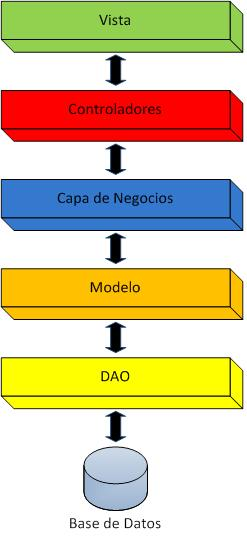 Vista
Controladores
Capa de Negocios
Modelo
DAO
Base de Datos